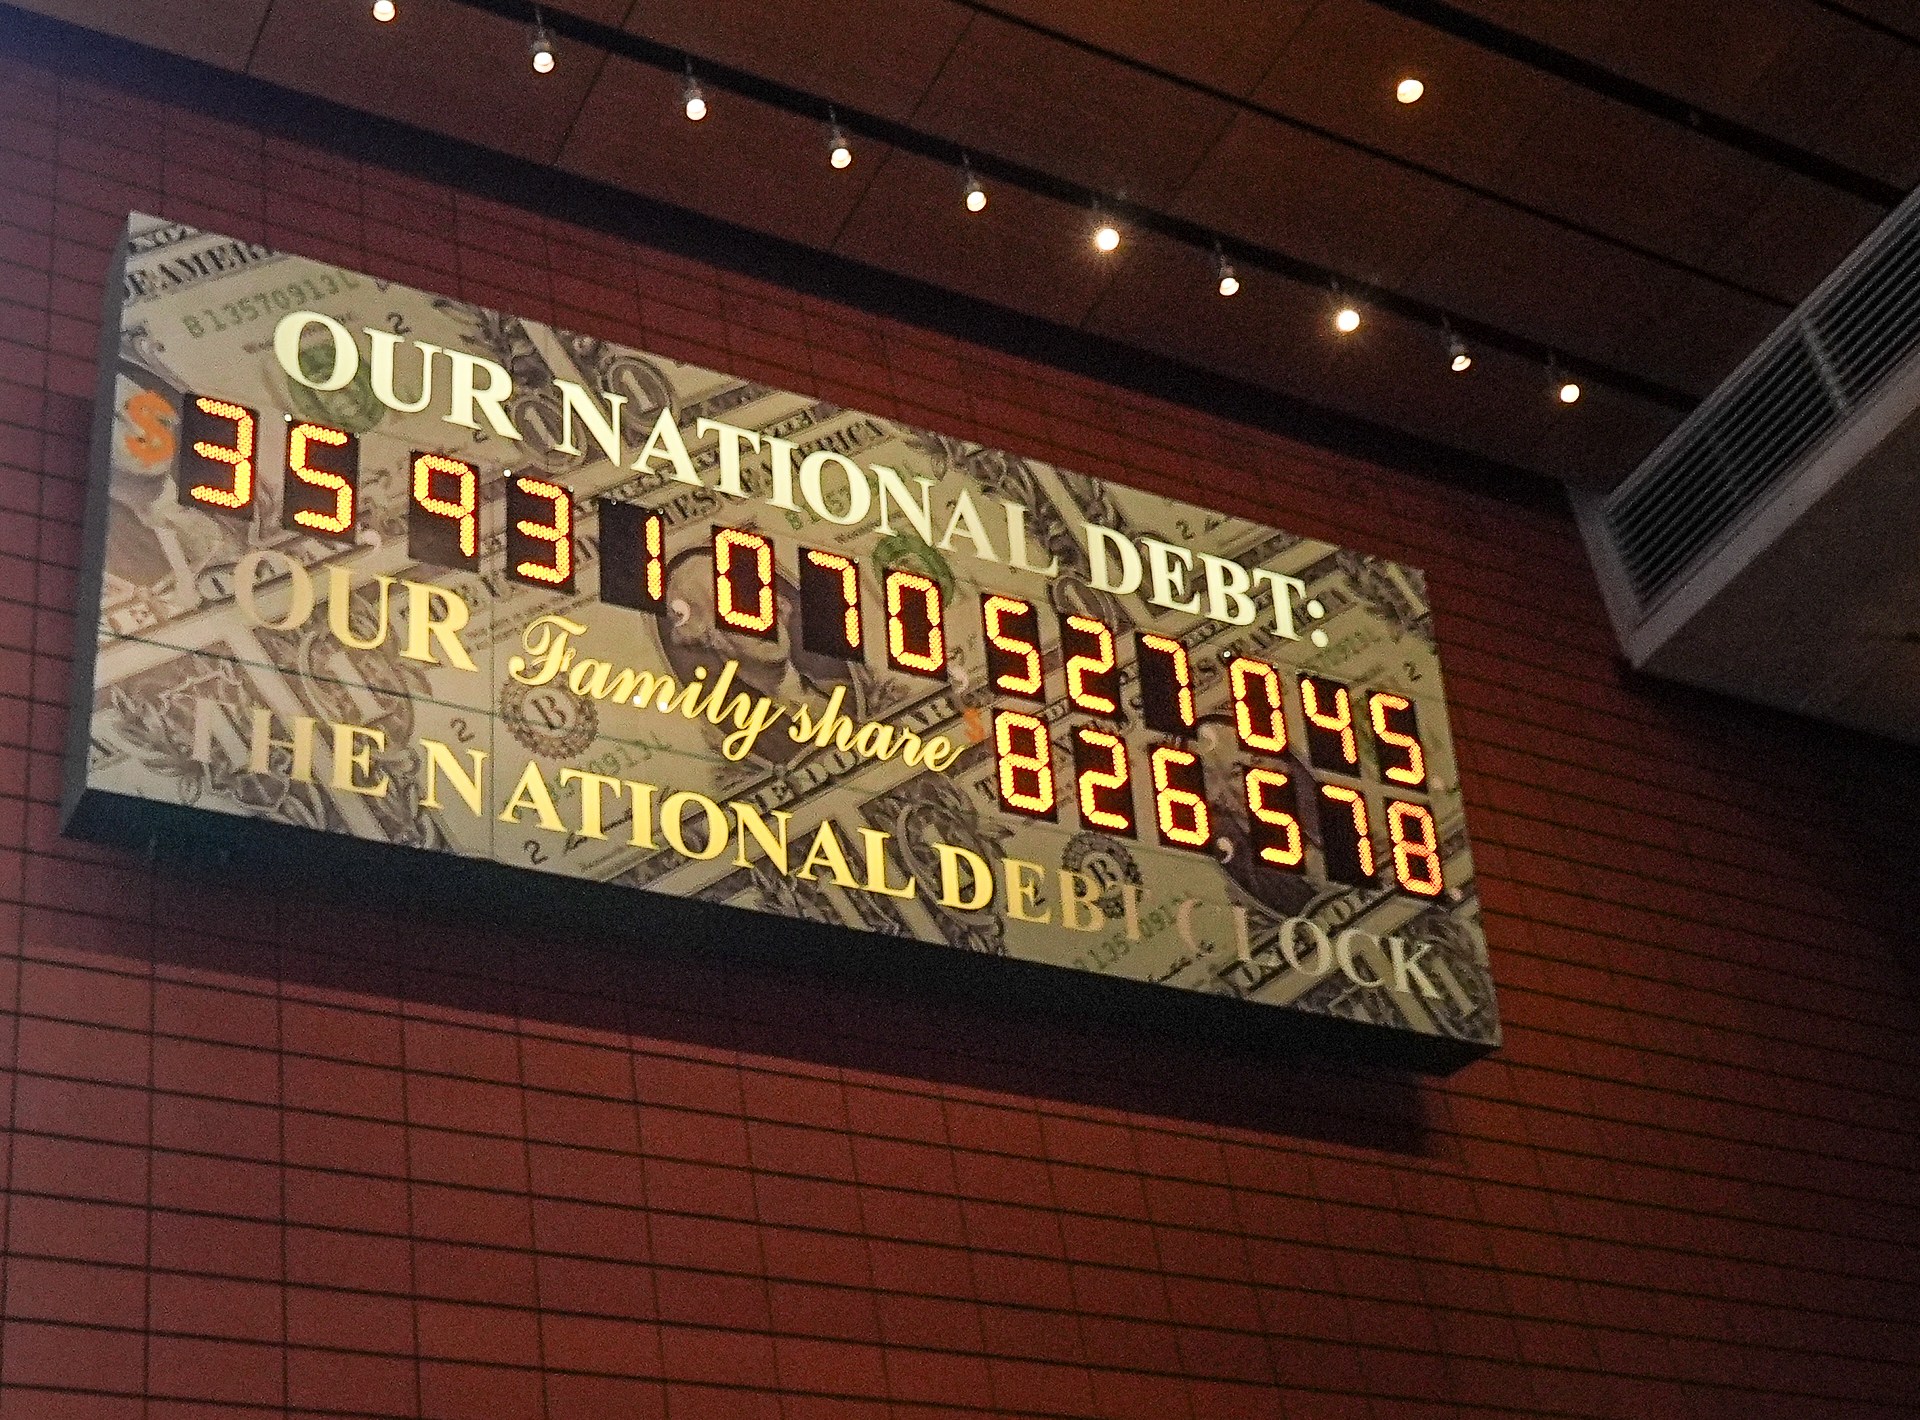 OUR NATIONAL DEBT:
$35,931,070,527,045
OUR Family share $826,578
THE NATIONAL DEBT CLOCK